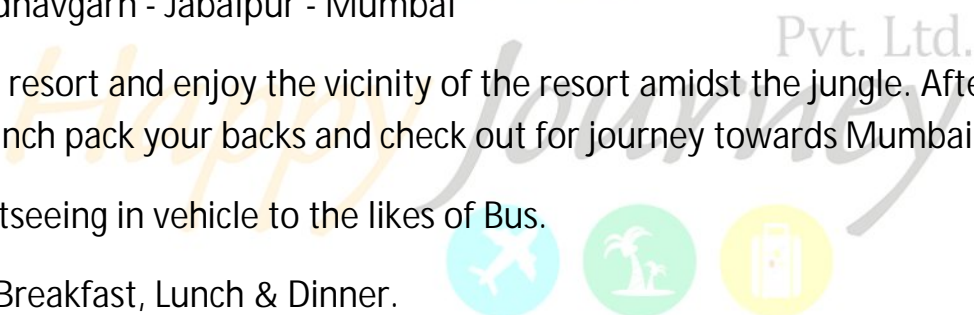 dhavgarh - Jabalpur - Mumbai
Pvt. Ltd.
resort and enjoy the vicinity of the resort amidst the jungle. Afte
Happy Journey
nch pack your backs and check out for journey towards Mumbai
tseeing in vehicle to the likes of Bus.
Breakfast, Lunch & Dinner.